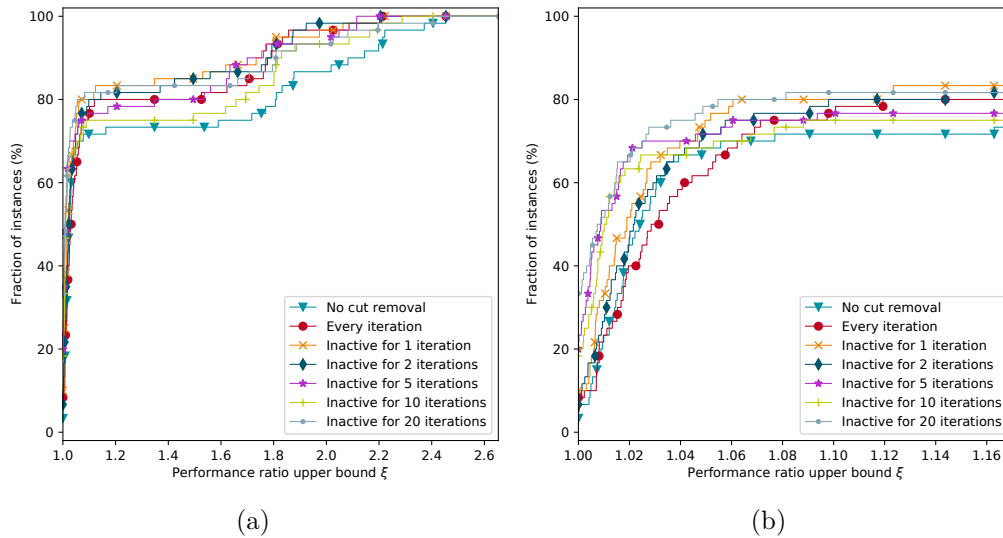 100
80
60
40
20
0
Fraction of instances (%)
No cut removal
Every iteration
Inactive for 1 iteration
Inactive for 2 iterations
Inactive for 5 iterations
Inactive for 10 iterations
Inactive for 20 iterations
1.0 1.2 1.4 1.6 1.8 2.0 2.2 2.4 2.6
Performance ratio upper bound ξ
(a)
100
80
60
40
20
0
Fraction of instances (%)
No cut removal
Every iteration
Inactive for 1 iteration
Inactive for 2 iterations
Inactive for 5 iterations
Inactive for 10 iterations
Inactive for 20 iterations
1.00 1.02 1.04 1.06 1.08 1.10 1.12 1.14 1.16
Performance ratio upper bound ξ
(b)